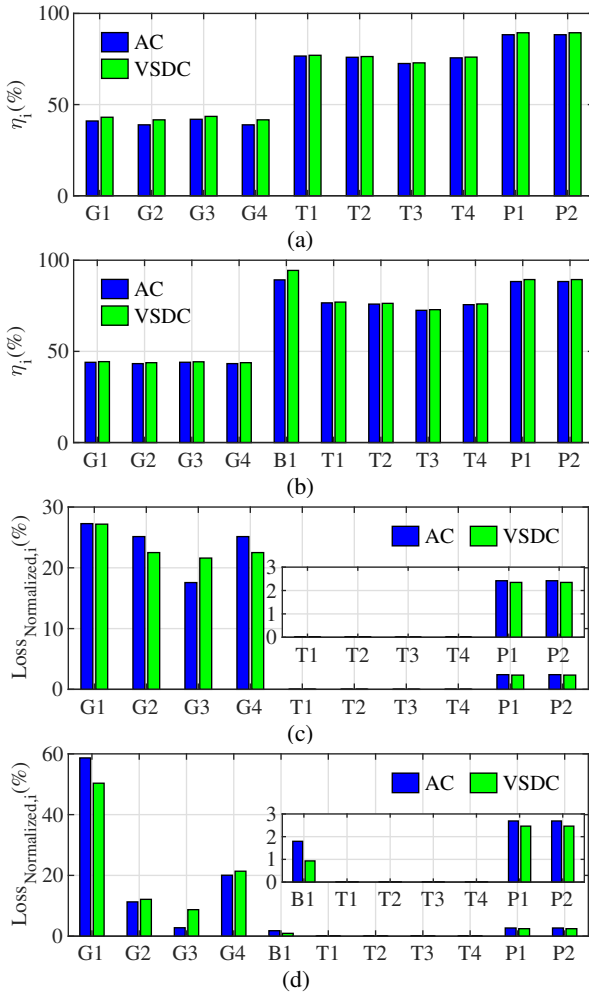 100
AC
VSDC
50
ηi(%)
0
G1 G2 G3 G4 T1 T2 T3 T4 P1 P2
(a)
100
AC
VSDC
50
ηi(%)
0
G1 G2 G3 G4 B1 T1 T2 T3 T4 P1 P2
(b)
30
AC VSDC
20
10
0
LossNormalized,i(%)
3
2
1
0
T1 T2 T3 T4 P1 P2
G1 G2 G3 G4 T1 T2 T3 T4 P1 P2
(c)
60
AC VSDC
40
20
0
LossNormalized,i(%)
3
2
1
0
B1 T1 T2 T3 T4 P1 P2
G1 G2 G3 G4 B1 T1 T2 T3 T4 P1 P2
(d)